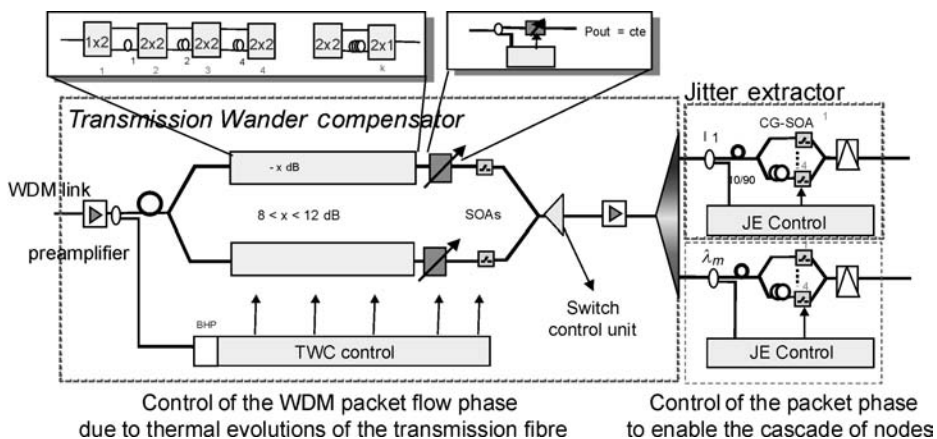 1x2 2x2 2x2 2x2 2x2 2x1
1 2 4
1 2 3 4 k
Pout = cte
Transmission Wander compensator
Jitter extractor
- x dB
CG-SOA 1
l 1
10/90
4
WDM link
8 < x < 12 dB
SOAs
JE Control
preamplifier
λm
4
Switch
control unit
BHP
TWC control
JE Control
Control of the WDM packet flow phase
due to thermal evolutions of the transmission fibre
Control of the packet phase
to enable the cascade of nodes